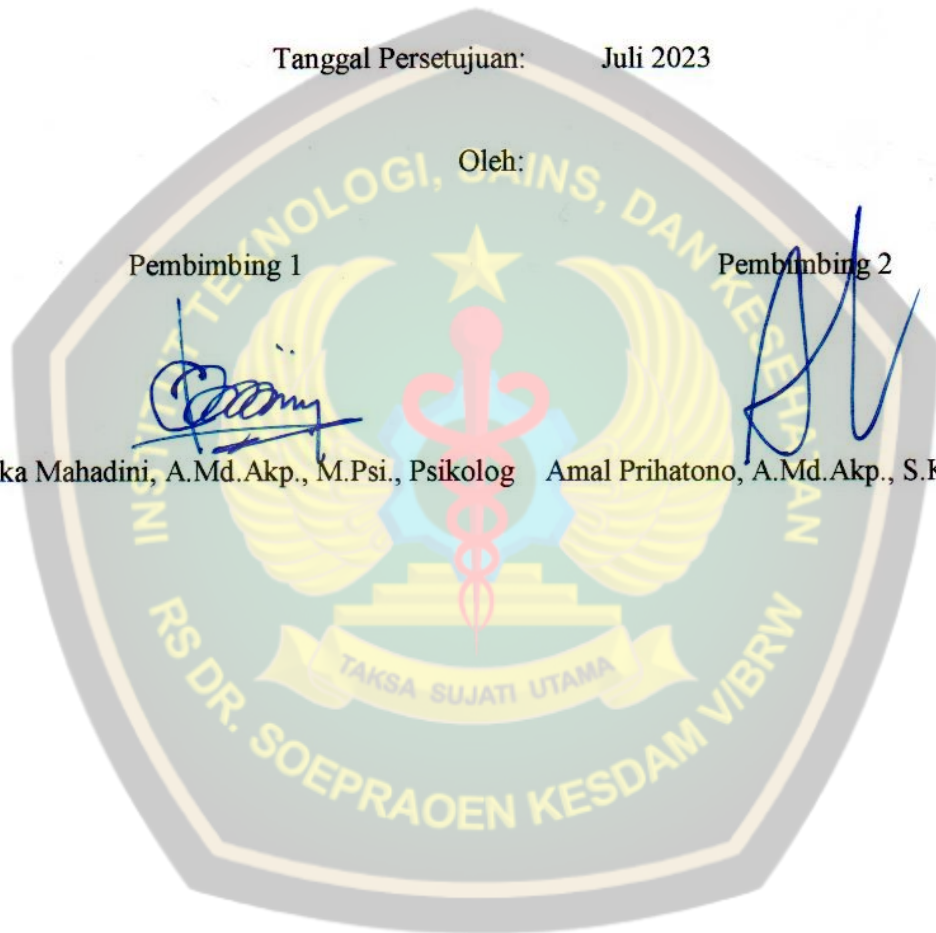 Tanggal Persetujuan: Juli 2023
Oleh:
Pembimbing 1 Pembimbing 2
ka Mahadini, A.Md.Akp., M.Psi., Psikolog Amal Prihatono, A.Md.Akp., S.K
INSTITUT TEKNOLOGI, SAINS, DAN KESEHATAN
TAKSA SUJATI UTAMA
RS DR. SOEPRAOEN KESDAM V/BRW